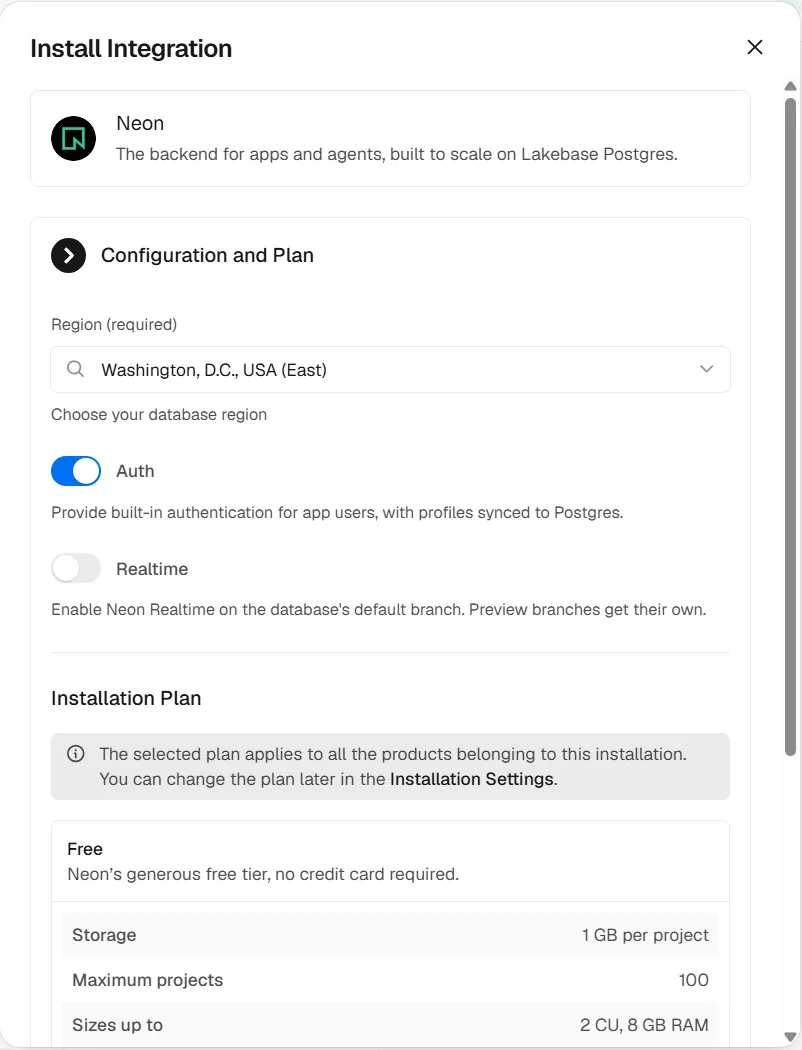 Install Integration
Neon
The backend for apps and agents, built to scale on Lakebase Postgres.
Configuration and Plan
Region (required)
Washington, D.C., USA (East)
Choose your database region
Auth
Provide built-in authentication for app users, with profiles synced to Postgres.
Realtime
Enable Neon Realtime on the database's default branch. Preview branches get their own.
Installation Plan
The selected plan applies to all the products belonging to this installation.
You can change the plan later in the Installation Settings.
Free
Neon’s generous free tier, no credit card required.
Storage 1 GB per project
Maximum projects 100
Sizes up to 2 CU, 8 GB RAM